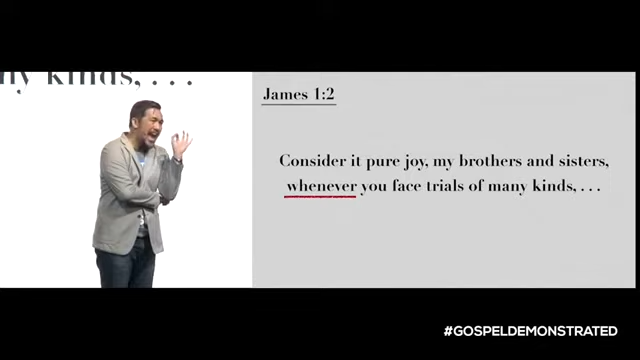 ny kinds, . . .
James 1:2
Consider it pure joy, my brothers and sisters,
whenever you face trials of many kinds, . . .
#GOSPELDEMONSTRATED